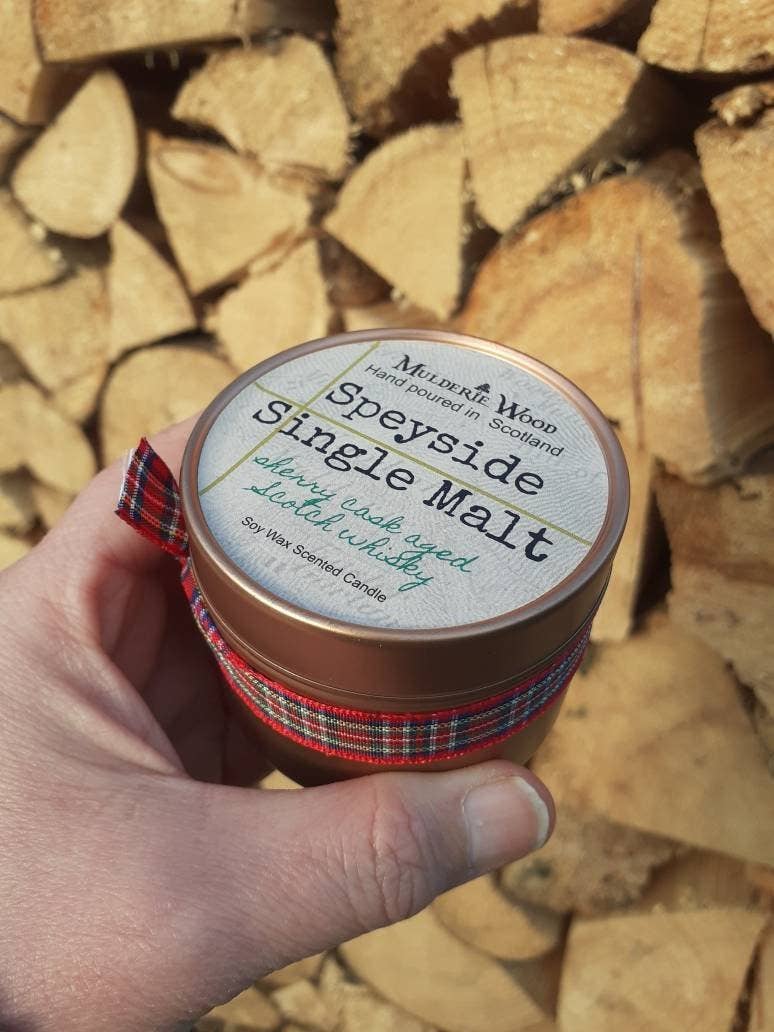 MULDERIE WOOD
Hand poured in Scotland
Speyside
Single Malt
sherry cask aged
Scotch whisky
Soy Wax Scented Candle